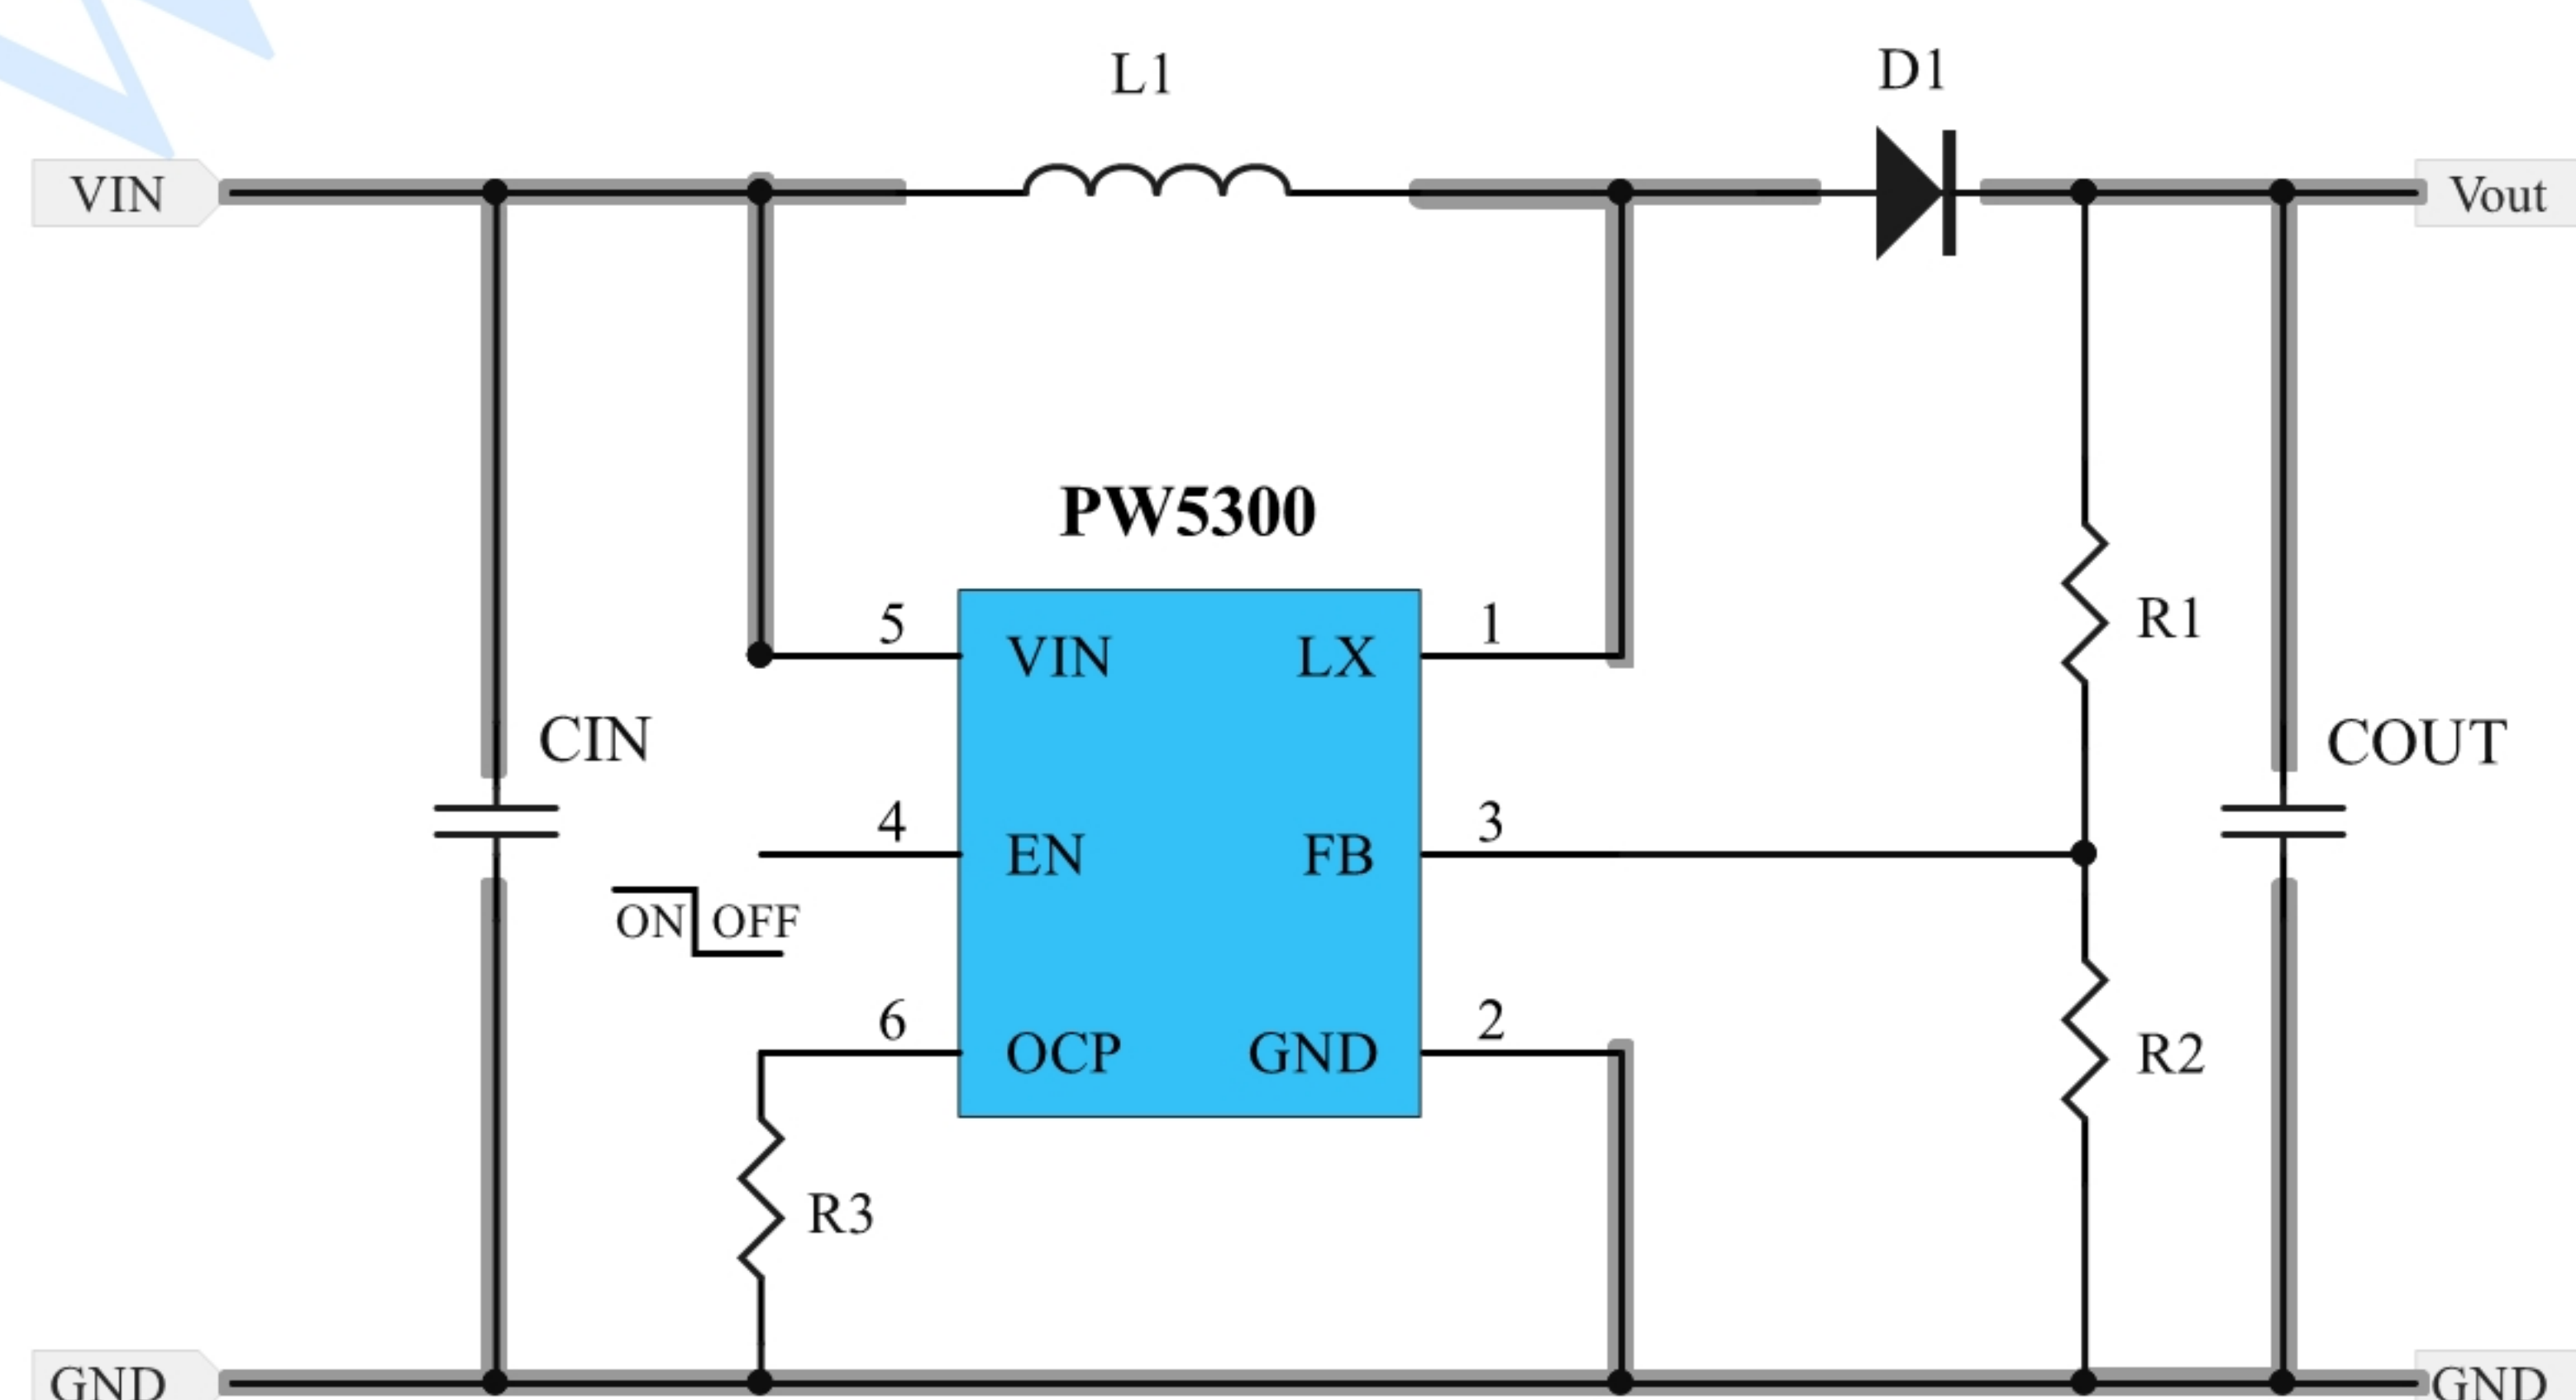 L1
D1
VIN
Vout
PW5300
5
VIN
LX
1
R1
CIN
COUT
4
EN
FB
3
ON OFF
6
OCP
GND
2
R2
R3
GND
GND